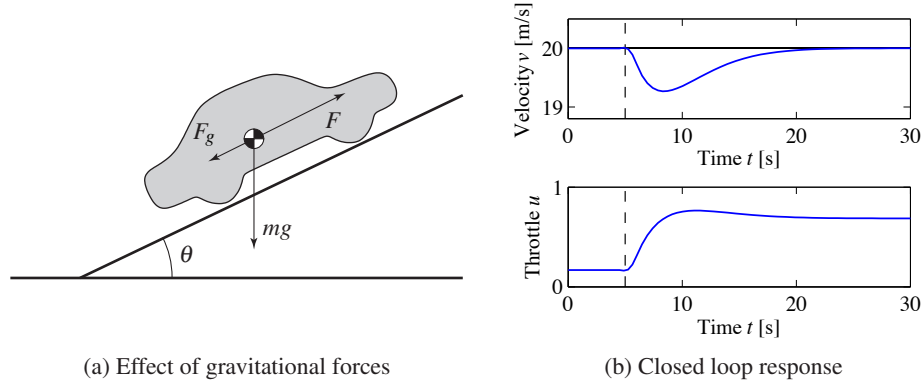 F_g
F
mg
θ
(a) Effect of gravitational forces
Velocity v [m/s]
20
19
0 10 20 30
Time t [s]
Throttle u
1
0
0 10 20 30
Time t [s]
(b) Closed loop response